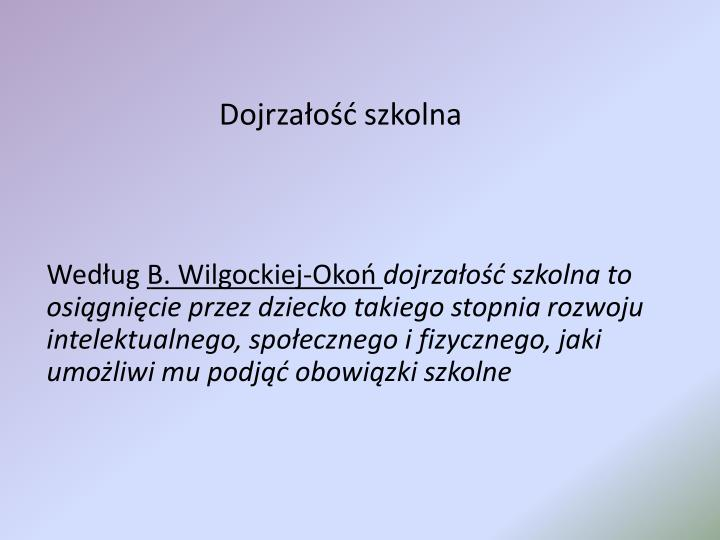 Dojrzałość szkolna
Według B. Wilgockiej-Okoń dojrzałość szkolna to
osiągnięcie przez dziecko takiego stopnia rozwoju
intelektualnego, społecznego i fizycznego, jaki
umożliwi mu podjąć obowiązki szkolne